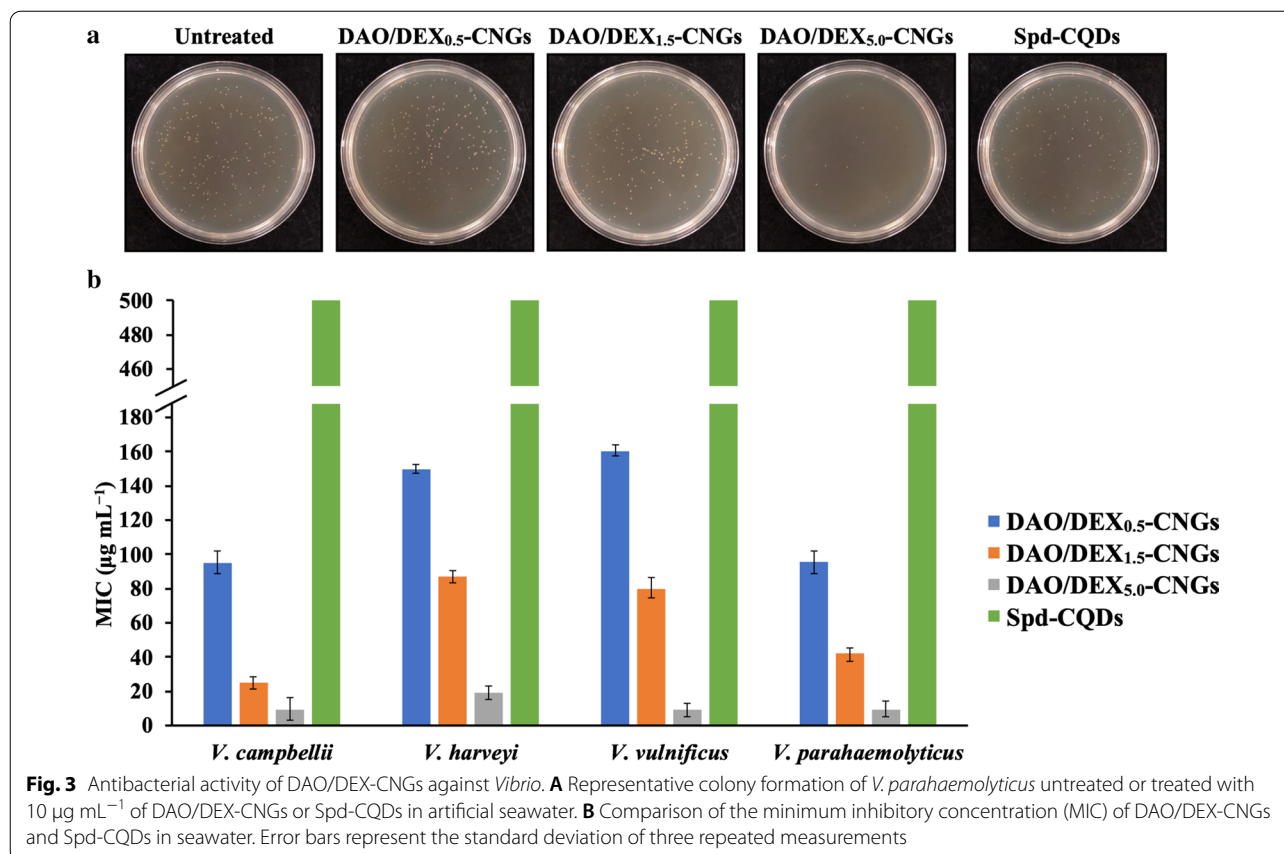 a
Untreated DAO/DEX0.5-CNGs DAO/DEX1.5-CNGs DAO/DEX5.0-CNGs Spd-CQDs
b
500
480
460
180
160
140
120
100
80
60
40
20
0
MIC (µg mL−1)
V. campbellii V. harveyi V. vulnificus V. parahaemolyticus
DAO/DEX0.5-CNGs
DAO/DEX1.5-CNGs
DAO/DEX5.0-CNGs
Spd-CQDs
Fig. 3 Antibacterial activity of DAO/DEX-CNGs against Vibrio. A Representative colony formation of V. parahaemolyticus untreated or treated with
10 µg mL−1 of DAO/DEX-CNGs or Spd-CQDs in artificial seawater. B Comparison of the minimum inhibitory concentration (MIC) of DAO/DEX-CNGs
and Spd-CQDs in seawater. Error bars represent the standard deviation of three repeated measurements